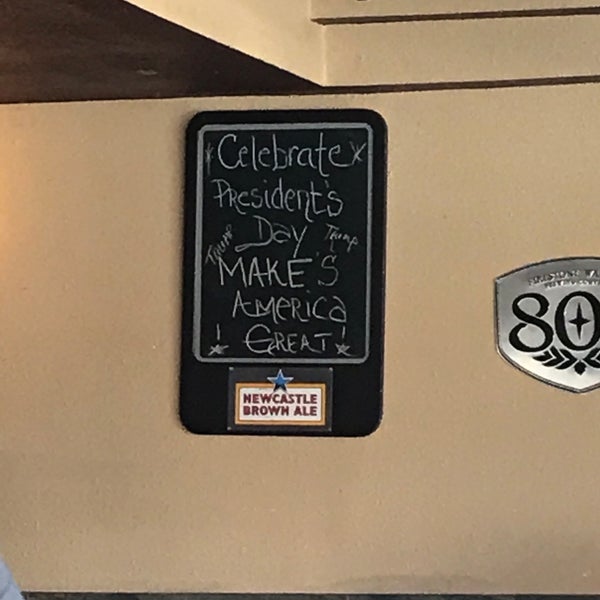 Celebrate
President's
Day
Trump Trump
MAKE'S
AMERICA
! GREAT!
NEWCASTLE
BROWN ALE
80